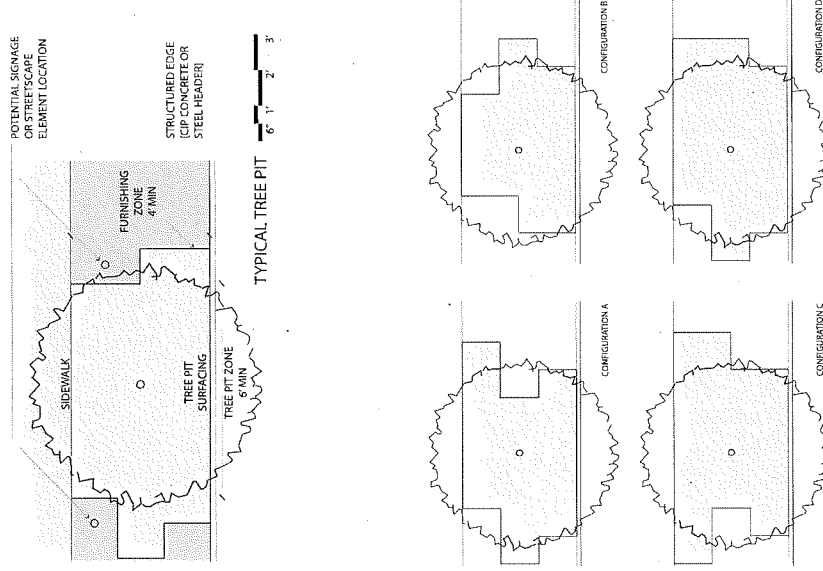 POTENTIAL SIGNAGE
OR STREETSCAPE
ELEMENT LOCATION
SIDEWALK
FURNISHING
ZONE
4' MIN
TREE PIT
SURFACING
TREE PIT ZONE
6' MIN
STRUCTURED EDGE
[CIP CONCRETE OR
STEEL HEADER]
TYPICAL TREE PIT
6" 1' 2' 3'
CONFIGURATION A
CONFIGURATION B
CONFIGURATION C
CONFIGURATION D